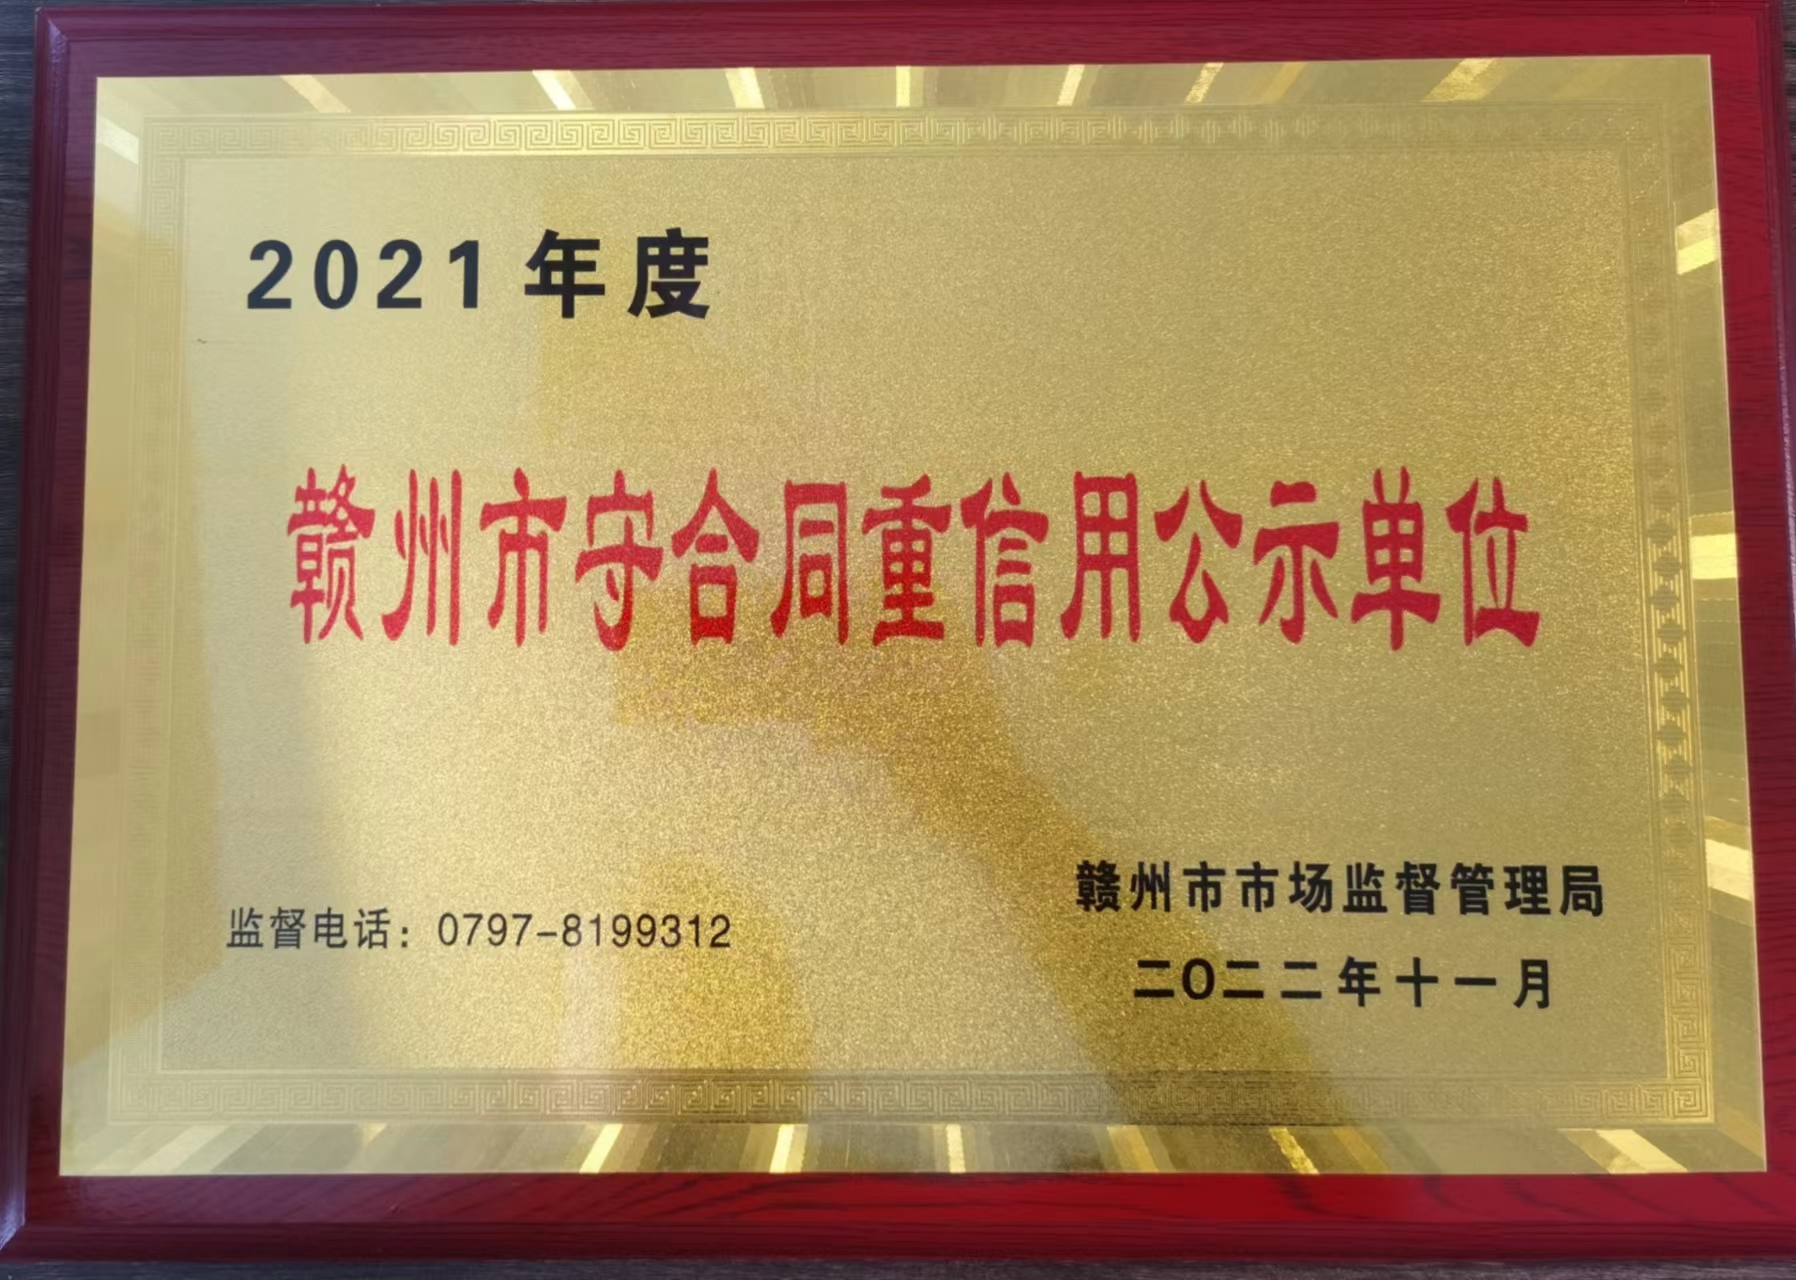 2021年度
赣州市守合同重信用公示单位
监督电话：0797-8199312
赣州市市场监督管理局
二〇二二年十一月